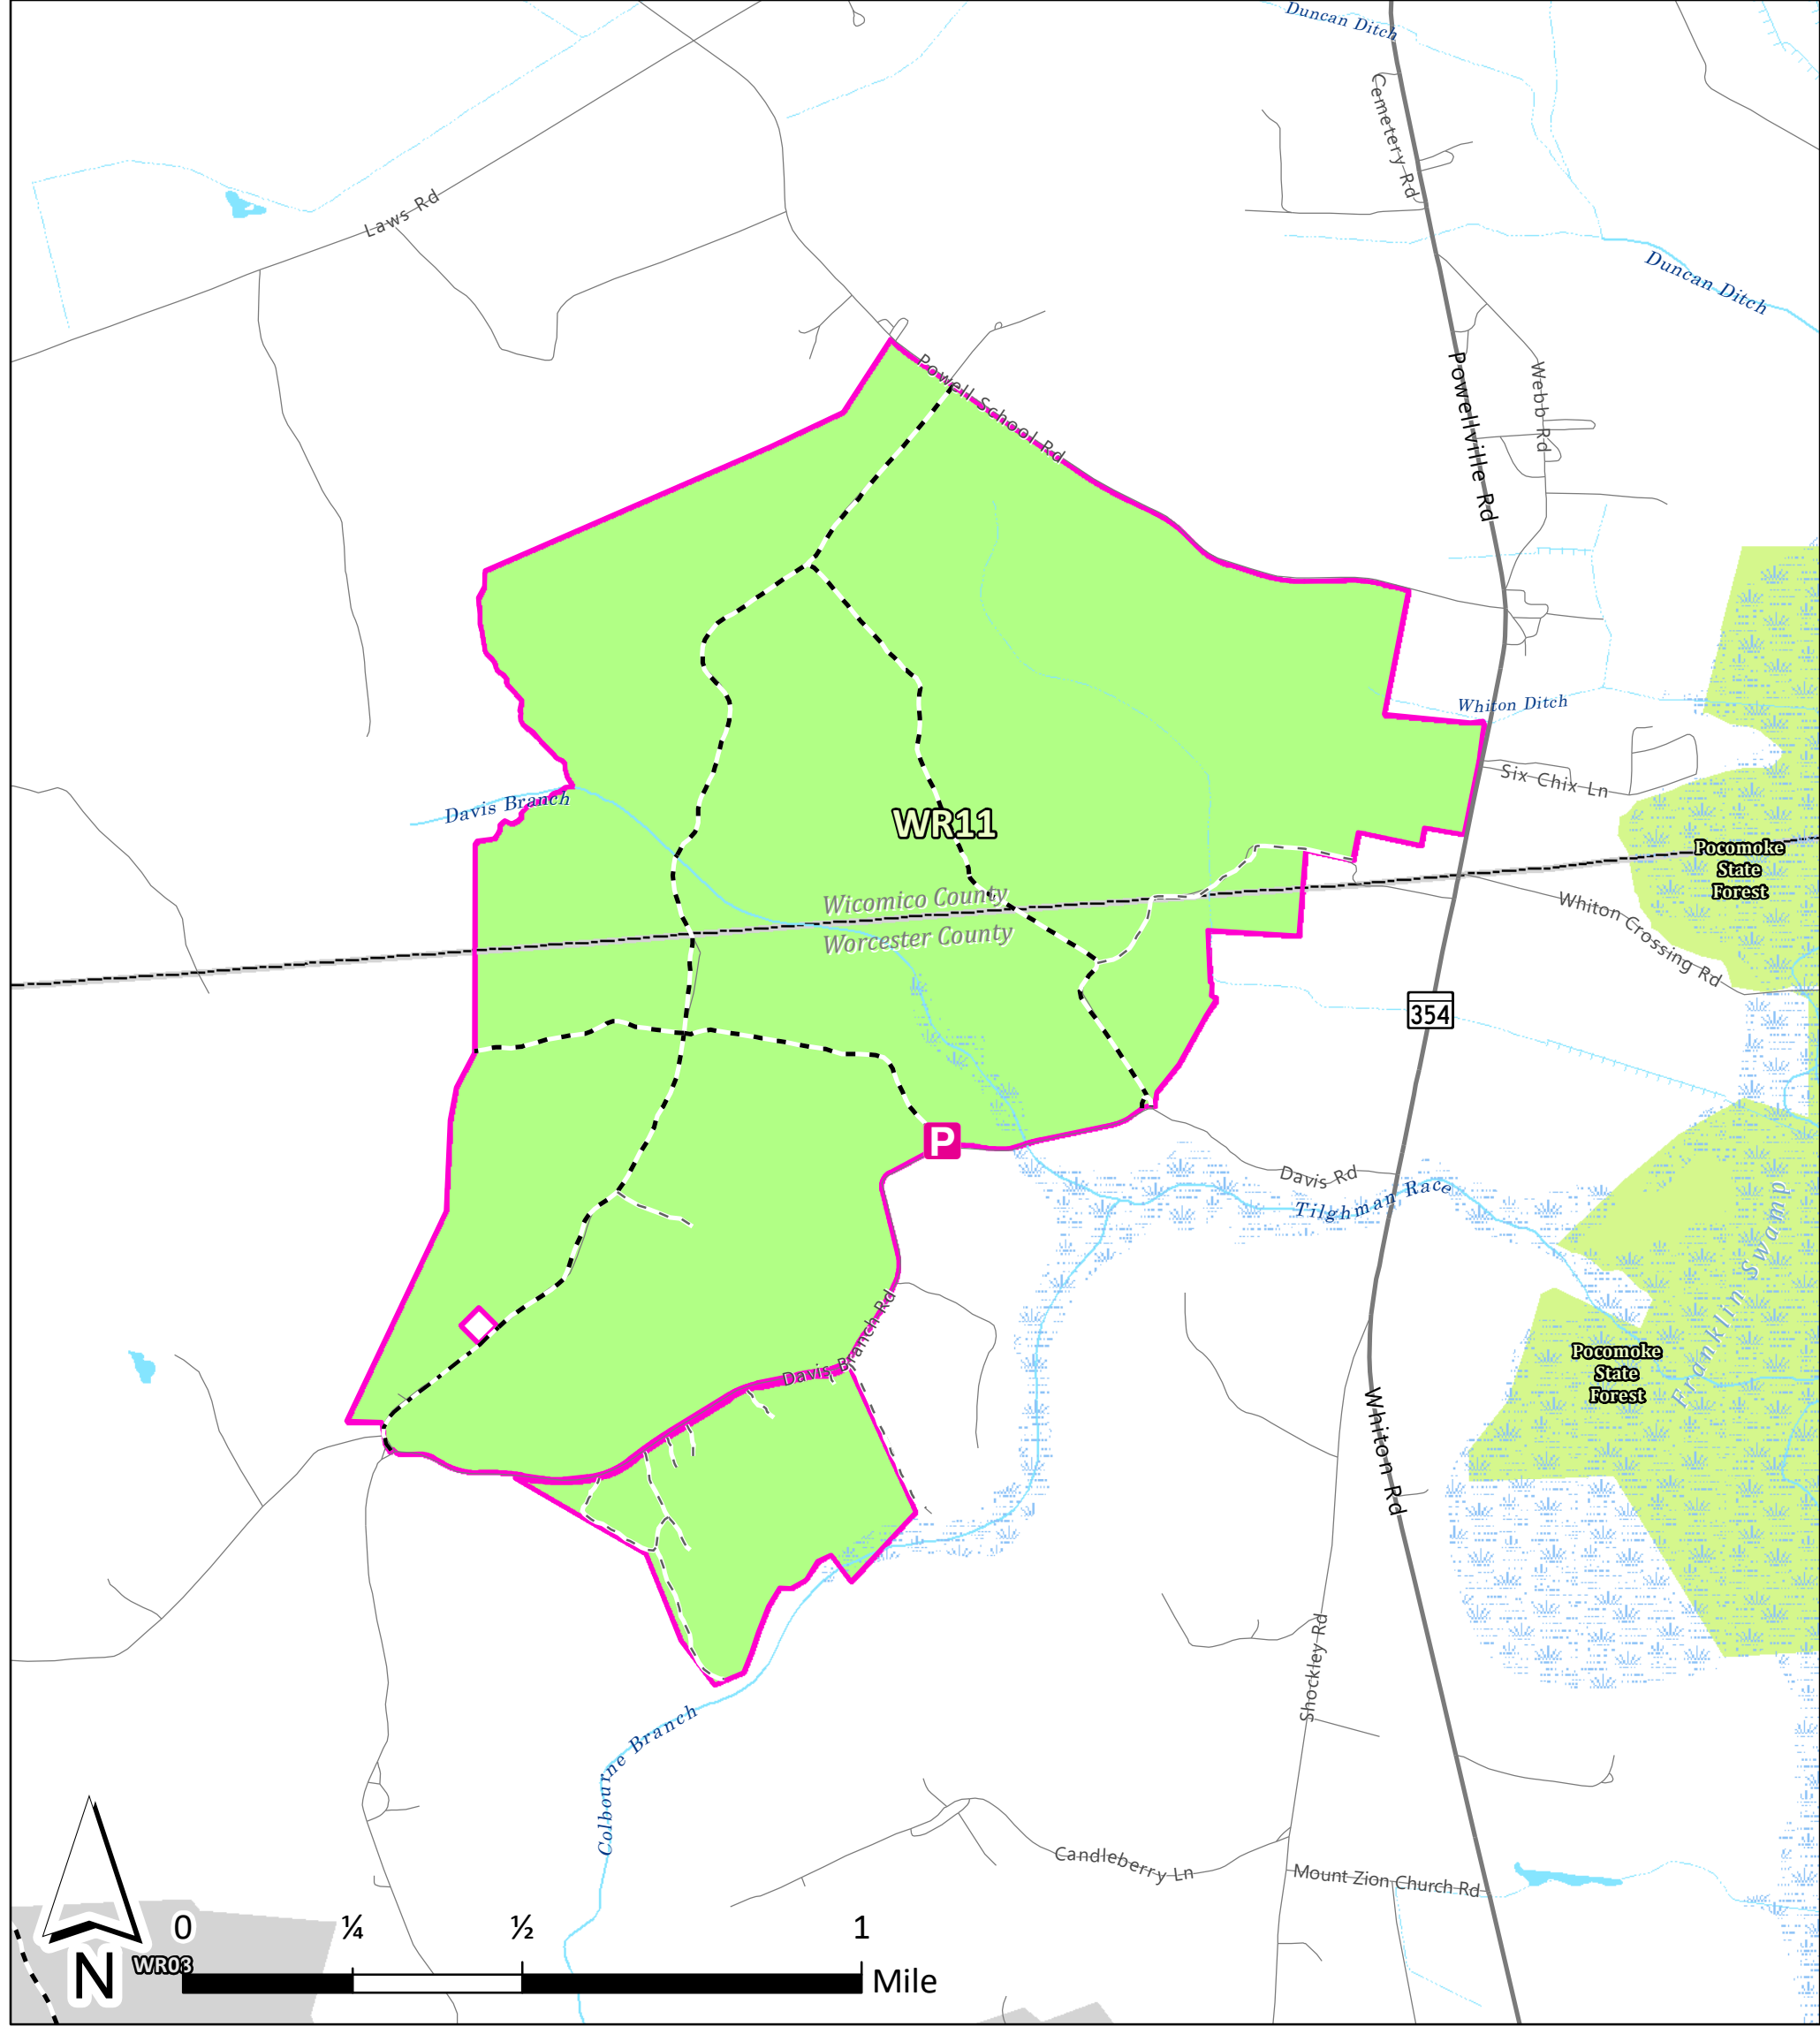 Duncan Ditch
Cemetery Rd
Laws Rd
Duncan Ditch
Powell School Rd
Powellville Rd
Webb Rd
Whiton Ditch
Six Chix Ln
Davis Branch
WR11
Pocomoke
State
Forest
Wicomico County
Worcester County
Whiton Crossing Rd
354
P
Davis Rd
Tilghman Race
Franklin Swamp
Davis Branch Rd
Pocomoke
State
Forest
Whiton Rd
Shockley Rd
Colbourne Branch
Candleberry Ln
Mount Zion Church Rd
0 ¼ ½ 1
N
WR03
Mile